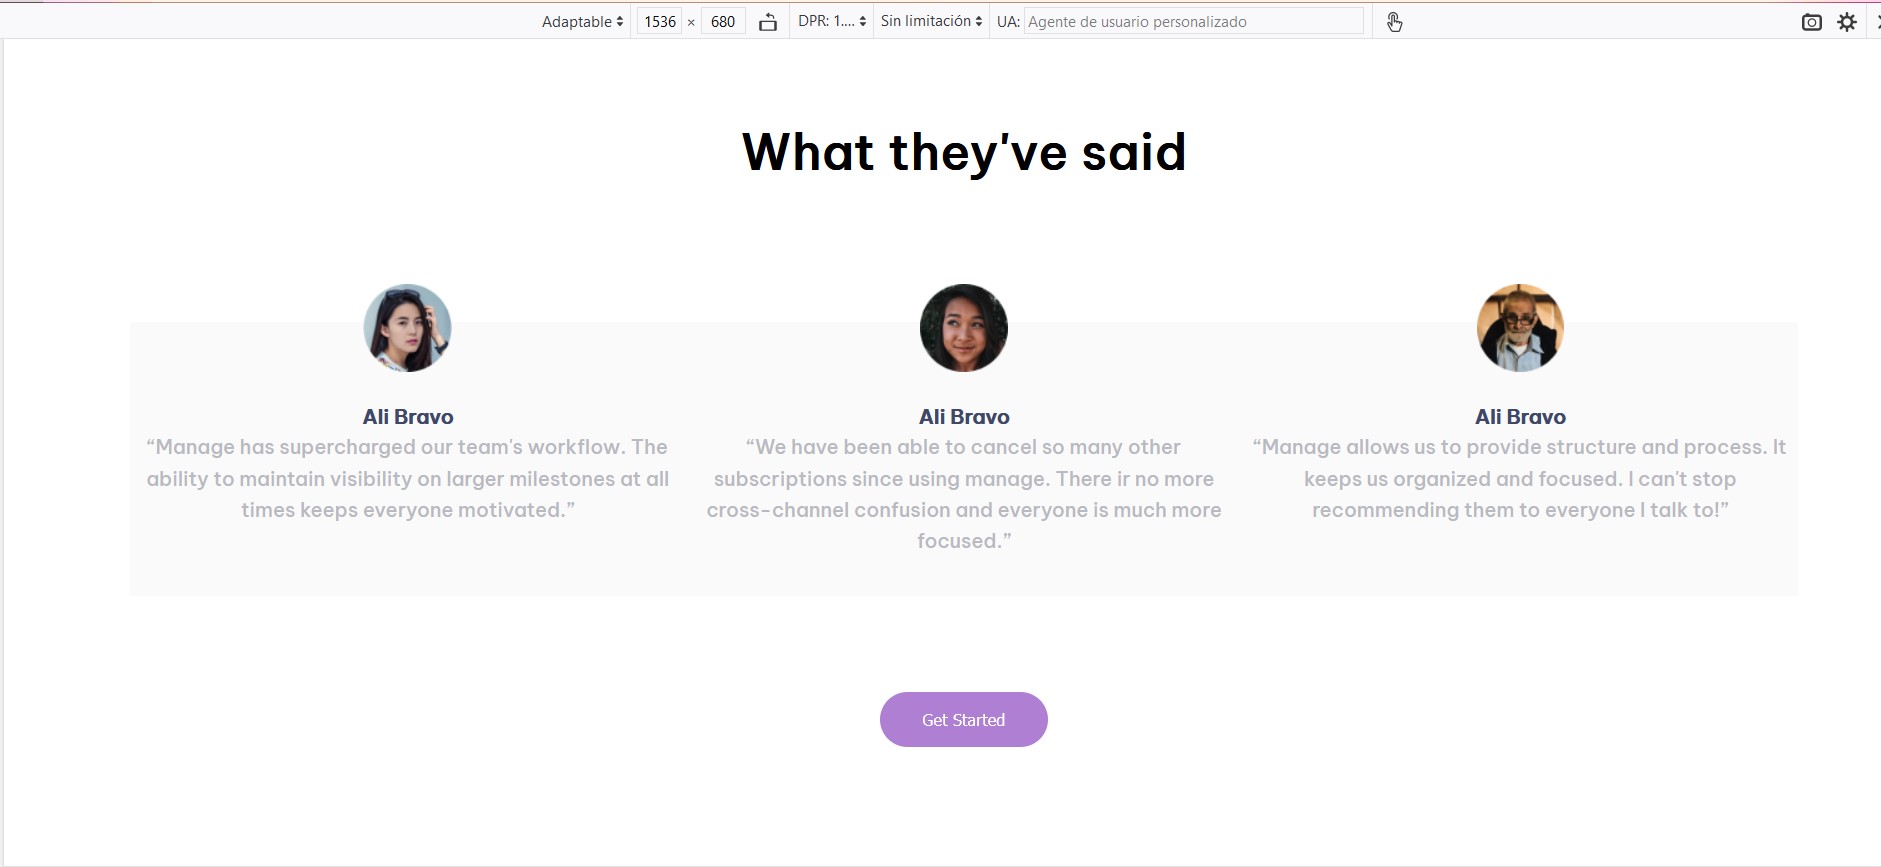 Adaptable 1536 × 680 DPR: 1.... Sin limitación UA: Agente de usuario personalizado
What they've said
Ali Bravo
“Manage has supercharged our team's workflow. The
ability to maintain visibility on larger milestones at all
times keeps everyone motivated.”
Ali Bravo
“We have been able to cancel so many other
subscriptions since using manage. There ir no more
cross-channel confusion and everyone is much more
focused.”
Ali Bravo
“Manage allows us to provide structure and process. It
keeps us organized and focused. I can't stop
recommending them to everyone I talk to!”
Get Started